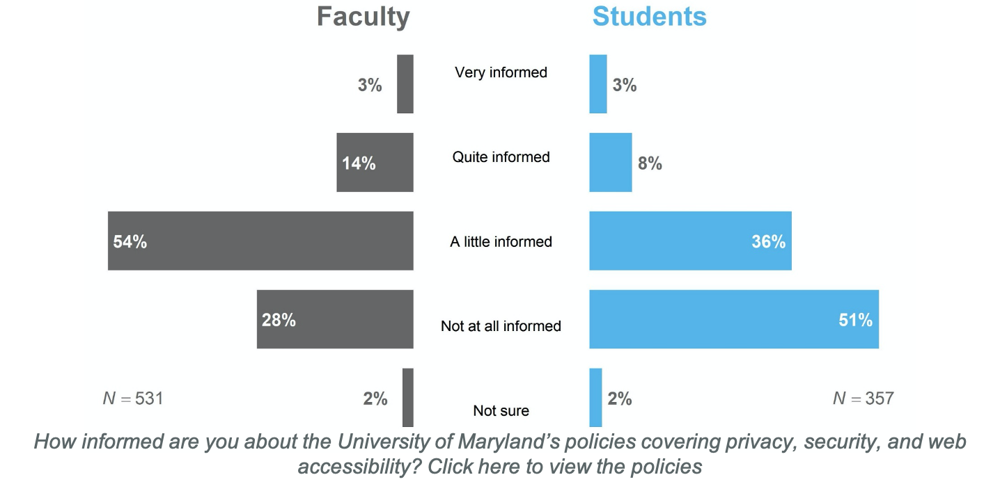 Faculty Students
3% Very informed 3%
14% Quite informed 8%
54% A little informed 36%
28% Not at all informed 51%
N = 531 2% Not sure 2% N = 357
How informed are you about the University of Maryland’s policies covering privacy, security, and web
accessibility? Click here to view the policies